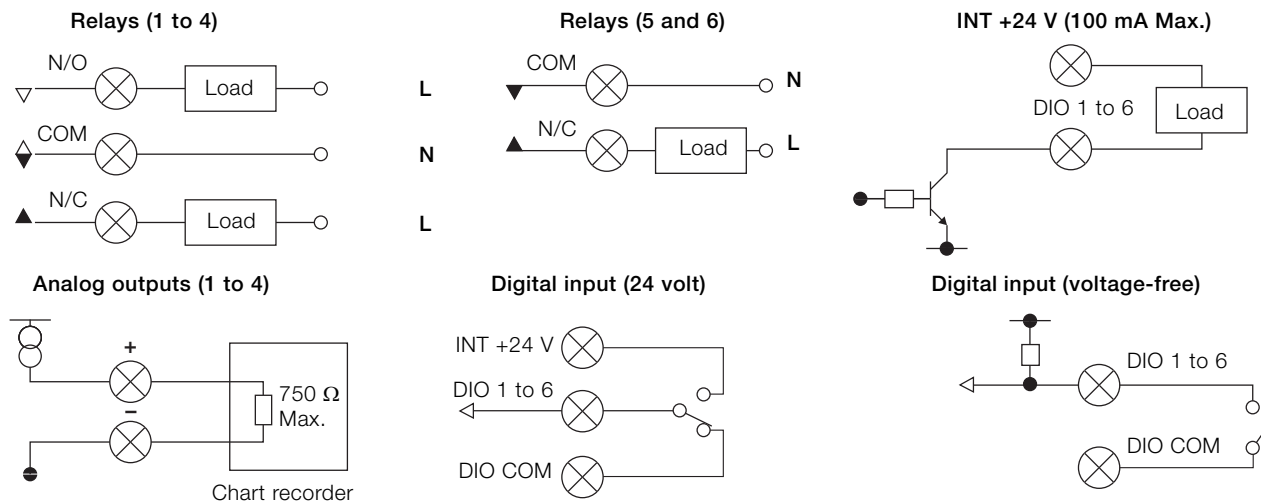 Relays (1 to 4)
N/O
Load
L
COM
N
N/C
Load
L
Relays (5 and 6)
COM
N
N/C
Load
L
INT +24 V (100 mA Max.)
DIO 1 to 6
Load
Analog outputs (1 to 4)
+
750 Ω
Max.
–
Chart recorder
Digital input (24 volt)
INT +24 V
DIO 1 to 6
DIO COM
Digital input (voltage-free)
DIO 1 to 6
DIO COM